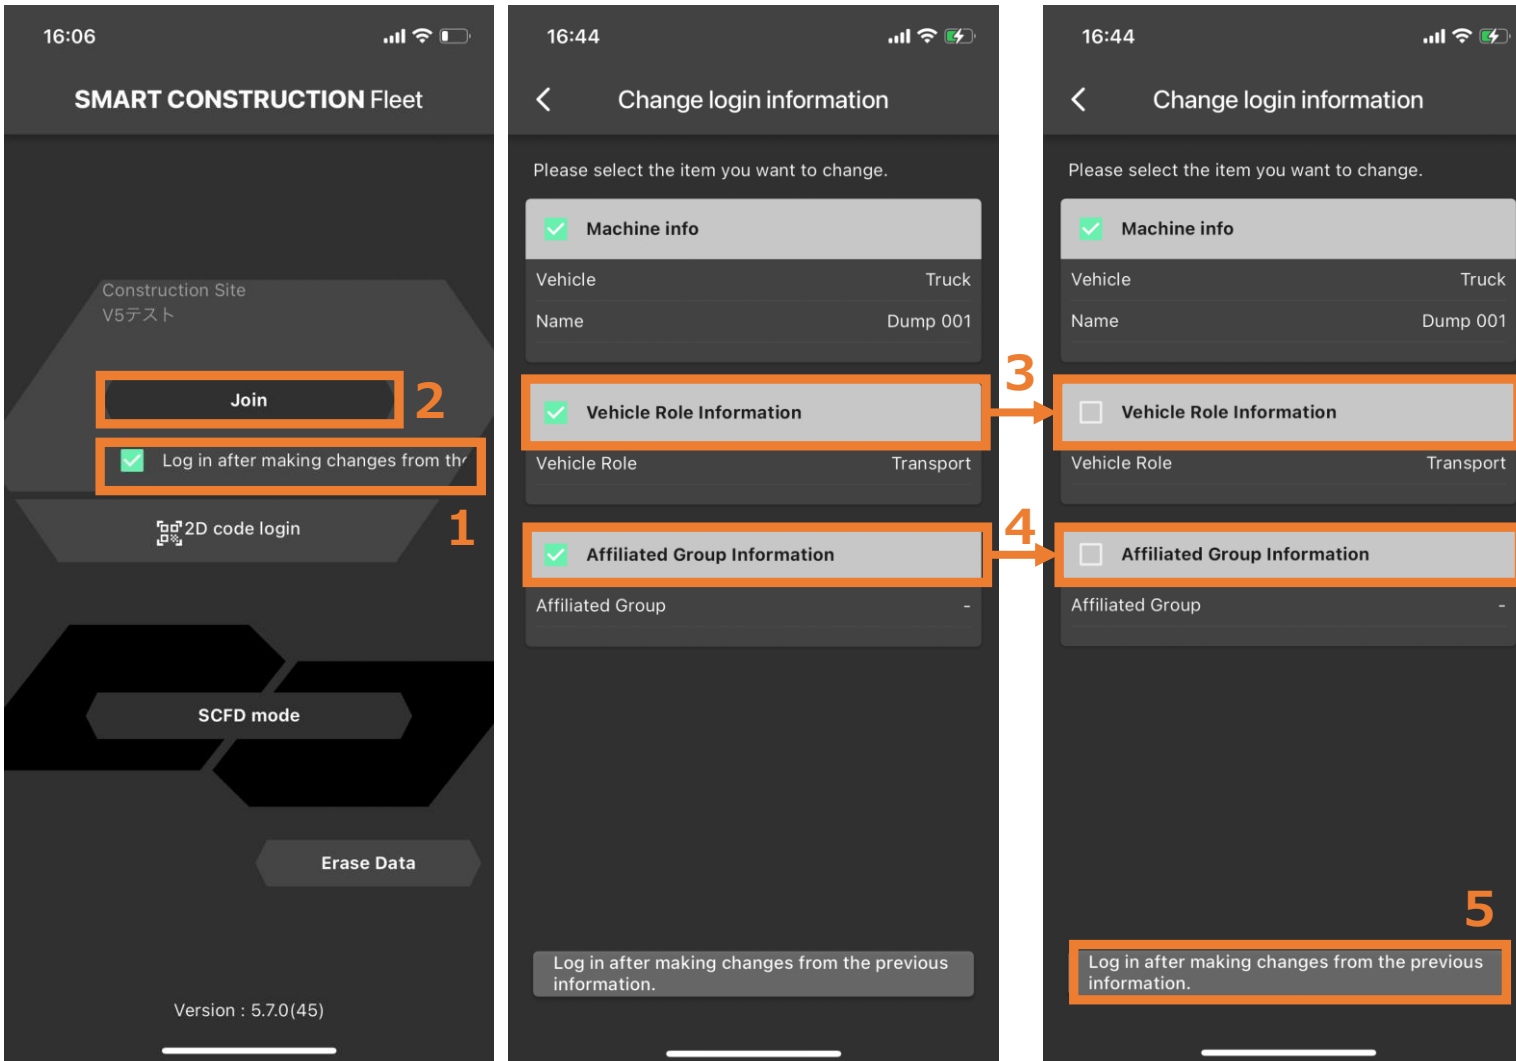 16:06
SMART CONSTRUCTION Fleet
Construction Site
V5テスト
Join
2
Log in after making changes from the
1
2D code login
SCFD mode
Erase Data
Version : 5.7.0(45)
16:44
Change login information
Please select the item you want to change.
Machine info
Vehicle Truck
Name Dump 001
3
Vehicle Role Information
Vehicle Role Transport
4
Affiliated Group Information
Affiliated Group -
Log in after making changes from the previous
information.
16:44
Change login information
Please select the item you want to change.
Machine info
Vehicle Truck
Name Dump 001
Vehicle Role Information
Vehicle Role Transport
Affiliated Group Information
Affiliated Group -
5
Log in after making changes from the previous
information.